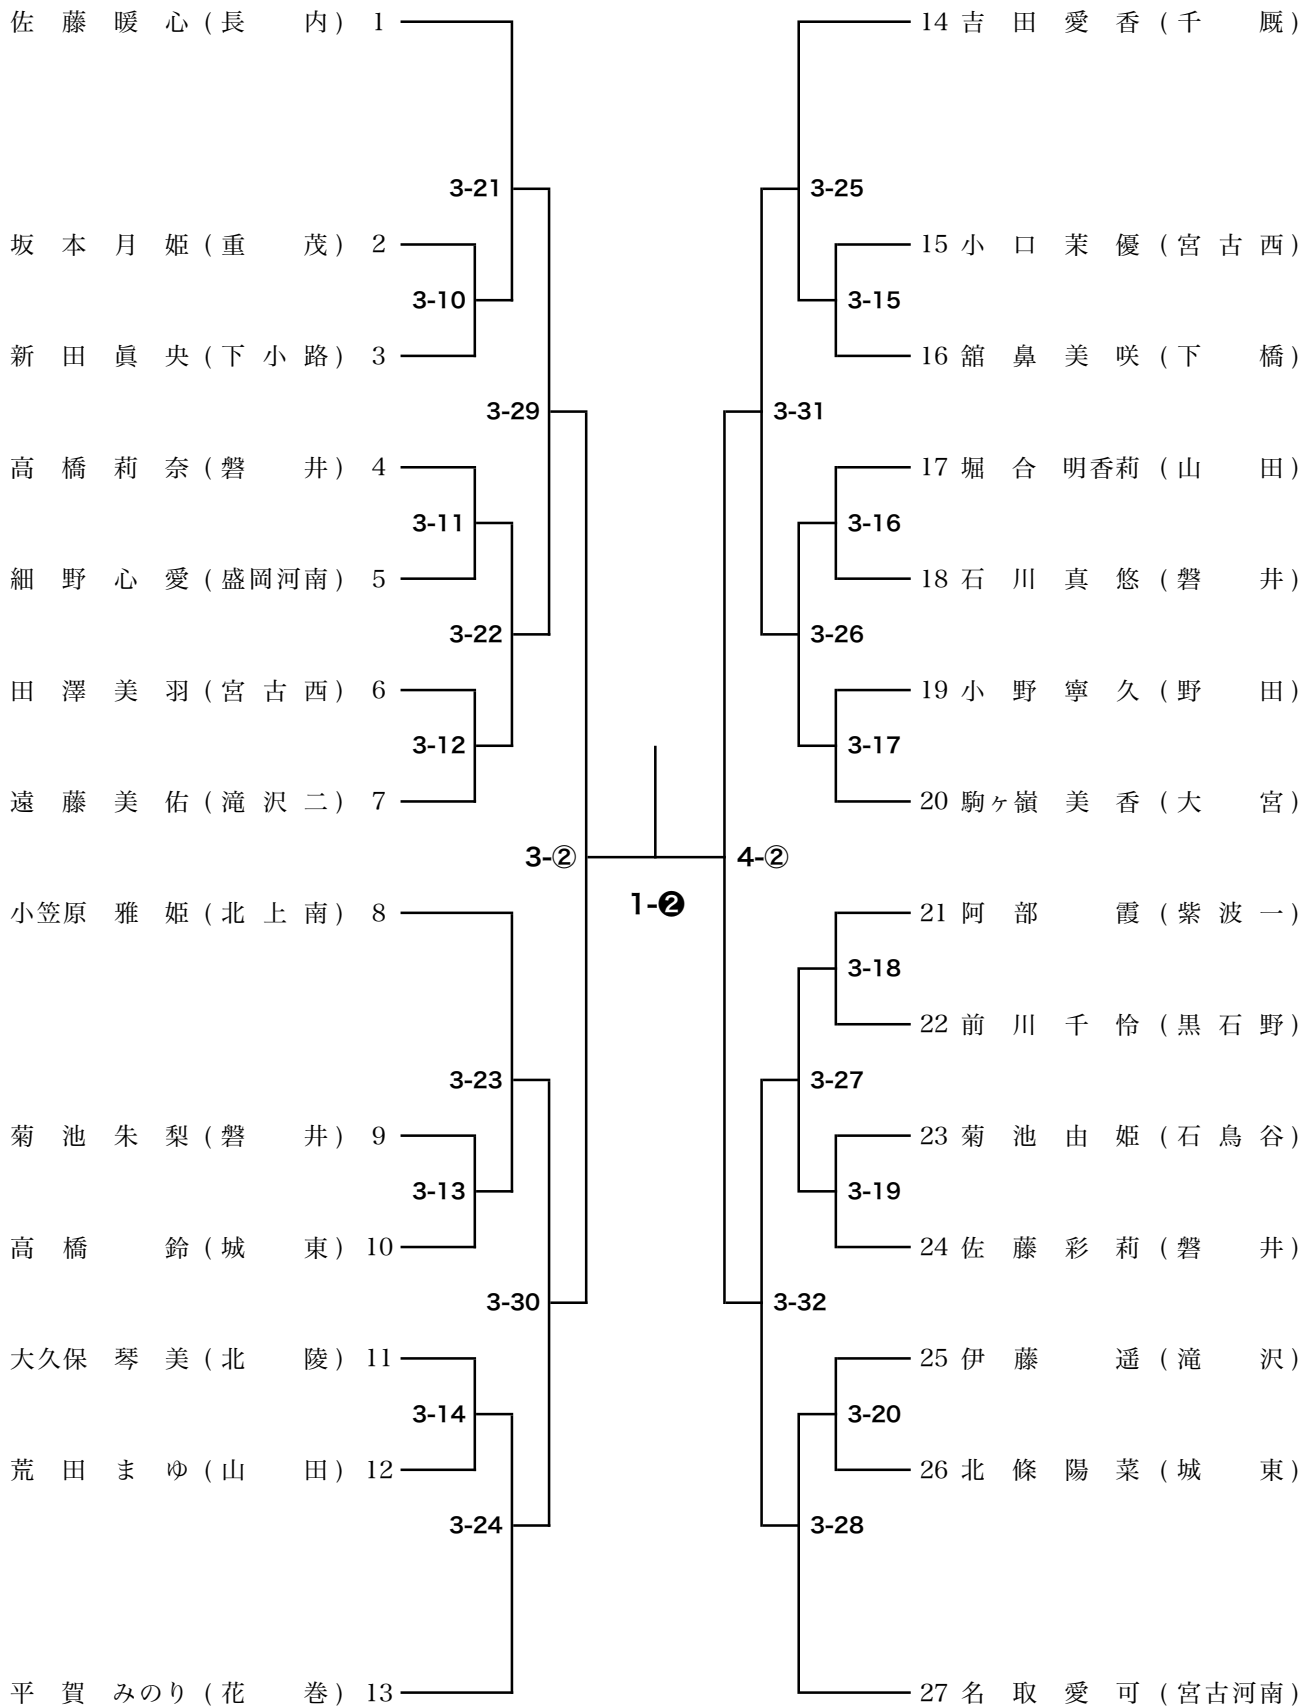 佐藤暖心(長内) 1
3-21
坂本月姫(重茂) 2
3-10
新田眞央(下小路) 3
3-29
高橋莉奈(磐井) 4
3-11
細野心愛(盛岡河南) 5
3-22
田澤美羽(宮古西) 6
3-12
遠藤美佑(滝沢二) 7
3-②
小笠原雅姫(北上南) 8
3-23
菊池朱梨(磐井) 9
3-13
高橋鈴(城東) 10
3-30
大久保琴美(北陵) 11
3-14
荒田まゆ(山田) 12
3-24
平賀みのり(花巻) 13
1-❷
14 吉田愛香(千厩)
3-25
15 小口茉優(宮古西)
3-15
16 舘鼻美咲(下橋)
3-31
17 堀合明香莉(山田)
3-16
18 石川真悠(磐井)
3-26
19 小野寧久(野田)
3-17
20 駒ヶ嶺美香(大宮)
4-②
21 阿部霞(紫波一)
3-18
22 前川千怜(黒石野)
3-27
23 菊池由姫(石鳥谷)
3-19
24 佐藤彩莉(磐井)
3-32
25 伊藤遥(滝沢)
3-20
26 北條陽菜(城東)
3-28
27 名取愛可(宮古河南)